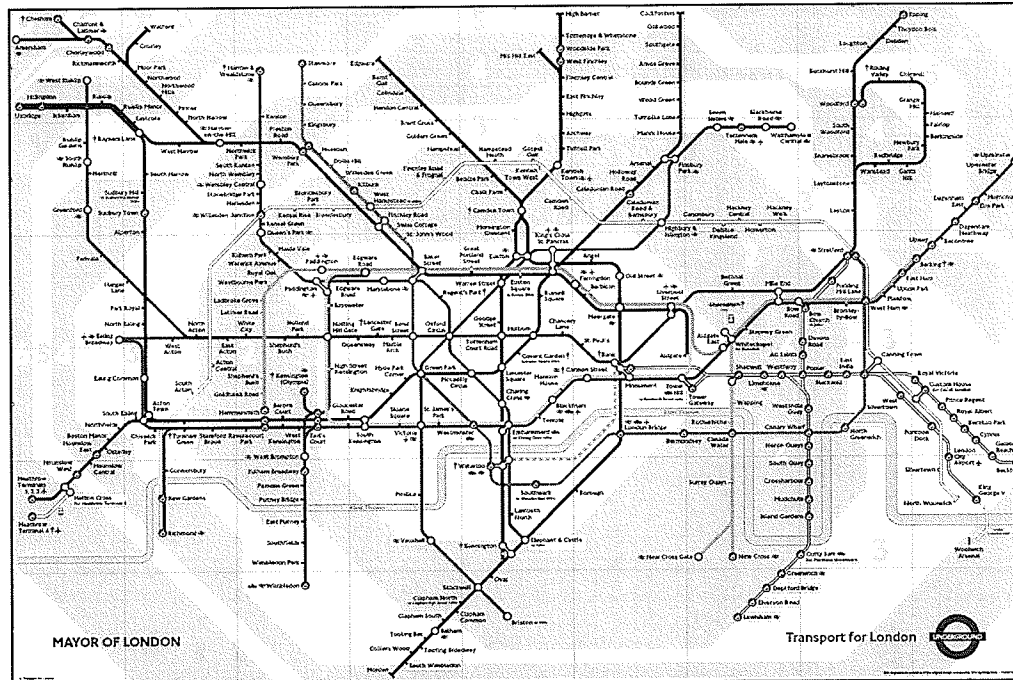 Chesham
Chalfont &
Latimer
Watford
Amersham
Chorleywood
Croxley
Rickmansworth
Moor Park
Northwood
Northwood
Hills
Pinner
North Harrow
West Ruislip
Hillingdon
Ruislip
Uxbridge
Ickenham
Ruislip Manor
Eastcote
Ruislip
Gardens
Rayners Lane
West Harrow
South
Ruislip
Northolt
South Harrow
Greenford
Sudbury Hill
Sudbury Town
Perivale
Alperton
Hanger
Lane
Park Royal
North Ealing
Ealing
Broadway
Ealing Common
South Ealing
Acton
Town
Northfields
Boston Manor
Osterley
Hounslow
East
Hounslow
Central
Hounslow
West
Hatton Cross
Heathrow
Terminals
1, 2, 3
Heathrow
Terminal 4
Harrow &
Wealdstone
Stanmore
Canons Park
Queensbury
Kingsbury
Kenton
Preston
Road
Harrow
on-the-Hill
Northwick
Park
South Kenton
North Wembley
Wembley Central
Stonebridge Park
Harlesden
Willesden Junction
Wembley
Park
Neasden
Dollis Hill
Willesden Green
Kilburn
West
Hampstead
Finchley Road
Swiss Cottage
St. John's Wood
Kensal Rise
Brondesbury
Brondesbury
Park
Kensal Green
Queen's Park
Kilburn Park
Maida Vale
Warwick Avenue
Royal Oak
Westbourne Park
Ladbroke Grove
Latimer Road
Paddington
Edgware
Road
Baker
Street
Marylebone
Edgware
Burnt Oak
Colindale
Hendon Central
Brent Cross
Golders Green
Hampstead
Hampstead
Heath
Finchley Road
& Frognal
Belsize Park
Chalk Farm
Camden Town
Mornington
Crescent
Gospel
Oak
Kentish
Town West
Kentish
Town
Camden
Road
High Barnet
Totteridge & Whetstone
Woodside Park
West Finchley
Mill Hill East
Finchley Central
East Finchley
Highgate
Archway
Tufnell Park
Cockfosters
Oakwood
Southgate
Arnos Grove
Bounds Green
Wood Green
Turnpike Lane
Manor House
Finsbury
Park
Arsenal
Holloway
Road
Caledonian Road
Caledonian
Road &
Barnsbury
Highbury &
Islington
Canonbury
Dalston
Kingsland
Hackney
Central
Homerton
Hackney
Wick
Seven
Sisters
Tottenham
Hale
Blackhorse
Road
Walthamstow
Central
Epping
Theydon Bois
Debden
Loughton
Buckhurst Hill
Roding
Valley
Chigwell
Grange
Hill
Hainault
Fairlop
Barkingside
Newbury
Park
Gants
Hill
Redbridge
Wanstead
Woodford
South
Woodford
Snaresbrook
Leytonstone
Leyton
Stratford
Upminster
Upminster
Bridge
Hornchurch
Elm Park
Dagenham
East
Dagenham
Heathway
Becontree
Upney
Barking
East Ham
Upton Park
Plaistow
West Ham
Pudding
Mill Lane
Bromley-
by-Bow
Bow
Church
Bow
Road
Mile End
Bethnal
Green
Stepney Green
Whitechapel
Shoreditch
Aldgate
East
Aldgate
Liverpool
Street
Old Street
Moorgate
Barbican
Farringdon
Angel
King's Cross
St. Pancras
Euston
Euston
Square
Great
Portland
Street
Warren Street
Regent's Park
Russell
Square
Goodge
Street
Tottenham
Court Road
Holborn
Chancery
Lane
St. Paul's
Bank
Oxford
Circus
Bond
Street
Marble
Arch
Lancaster
Gate
Queensway
Notting
Hill Gate
Bayswater
Holland
Park
Shepherd's
Bush
White
City
East
Acton
North
Acton
West
Acton
Acton
Central
South
Acton
Shepherd's
Bush
Goldhawk Road
Hammersmith
Kensington
(Olympia)
High Street
Kensington
Barons
Court
Gloucester
Road
Earl's
Court
West
Kensington
South
Kensington
Knightsbridge
Hyde Park
Corner
Green Park
Piccadilly
Circus
Leicester
Square
Covent Garden
Charing
Cross
Embankment
Temple
Blackfriars
Mansion
House
Cannon Street
Monument
Tower
Hill
Tower
Gateway
Sloane
Square
Victoria
St. James's
Park
Westminster
Waterloo
Southwark
London Bridge
Bermondsey
Canada
Water
Rotherhithe
Wapping
Shadwell
Limehouse
Westferry
Poplar
All Saints
Devons
Road
Blackwall
East
India
Canning Town
Royal Victoria
Custom House
Prince Regent
Royal Albert
Beckton Park
Cyprus
Gallions
Reach
West
Silvertown
Pontoon
Dock
London
City
Airport
King
George V
Silvertown
North Woolwich
Woolwich
Arsenal
West India
Quay
Canary Wharf
Heron Quays
South Quay
Crossharbour
Mudchute
Island Gardens
Cutty Sark
Greenwich
Deptford Bridge
Elverson Road
Lewisham
North
Greenwich
Surrey Quays
New Cross Gate
New Cross
Chiswick
Park
Turnham
Green
Stamford
Brook
Ravenscourt
Park
Gunnersbury
Kew Gardens
Richmond
West Brompton
Fulham Broadway
Parsons Green
Putney Bridge
East Putney
Southfields
Wimbledon Park
Wimbledon
Pimlico
Vauxhall
Stockwell
Brixton
Lambeth
North
Elephant & Castle
Borough
Kennington
Oval
Clapham North
Clapham
Common
Clapham South
Balham
Tooting Bec
Tooting Broadway
Colliers Wood
South Wimbledon
Morden
MAYOR OF LONDON
Transport for London
UNDERGROUND